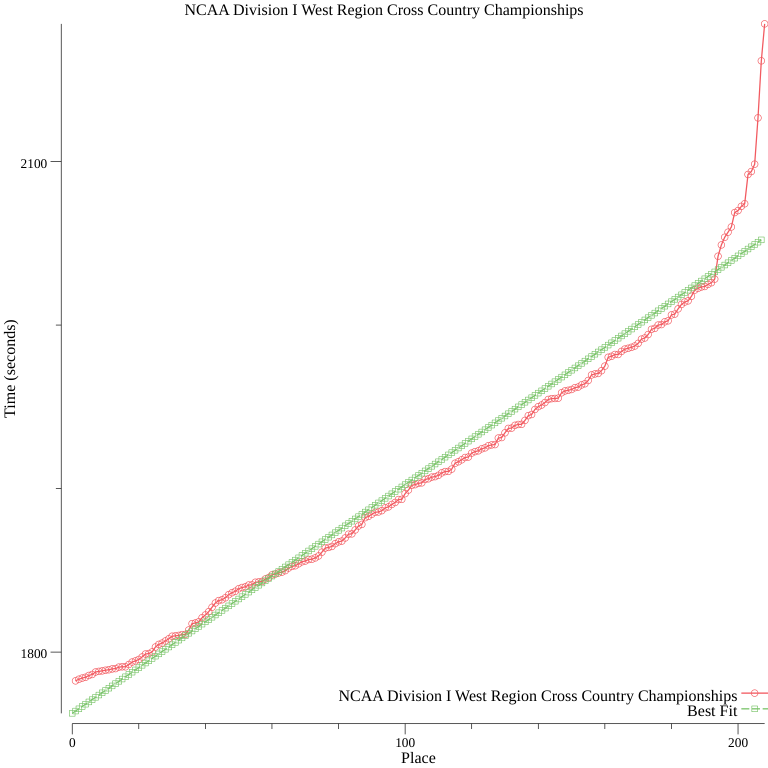 NCAA Division I West Region Cross Country Championships
2100
Time (seconds)
1800
NCAA Division I West Region Cross Country Championships
Best Fit
0
100
200
Place